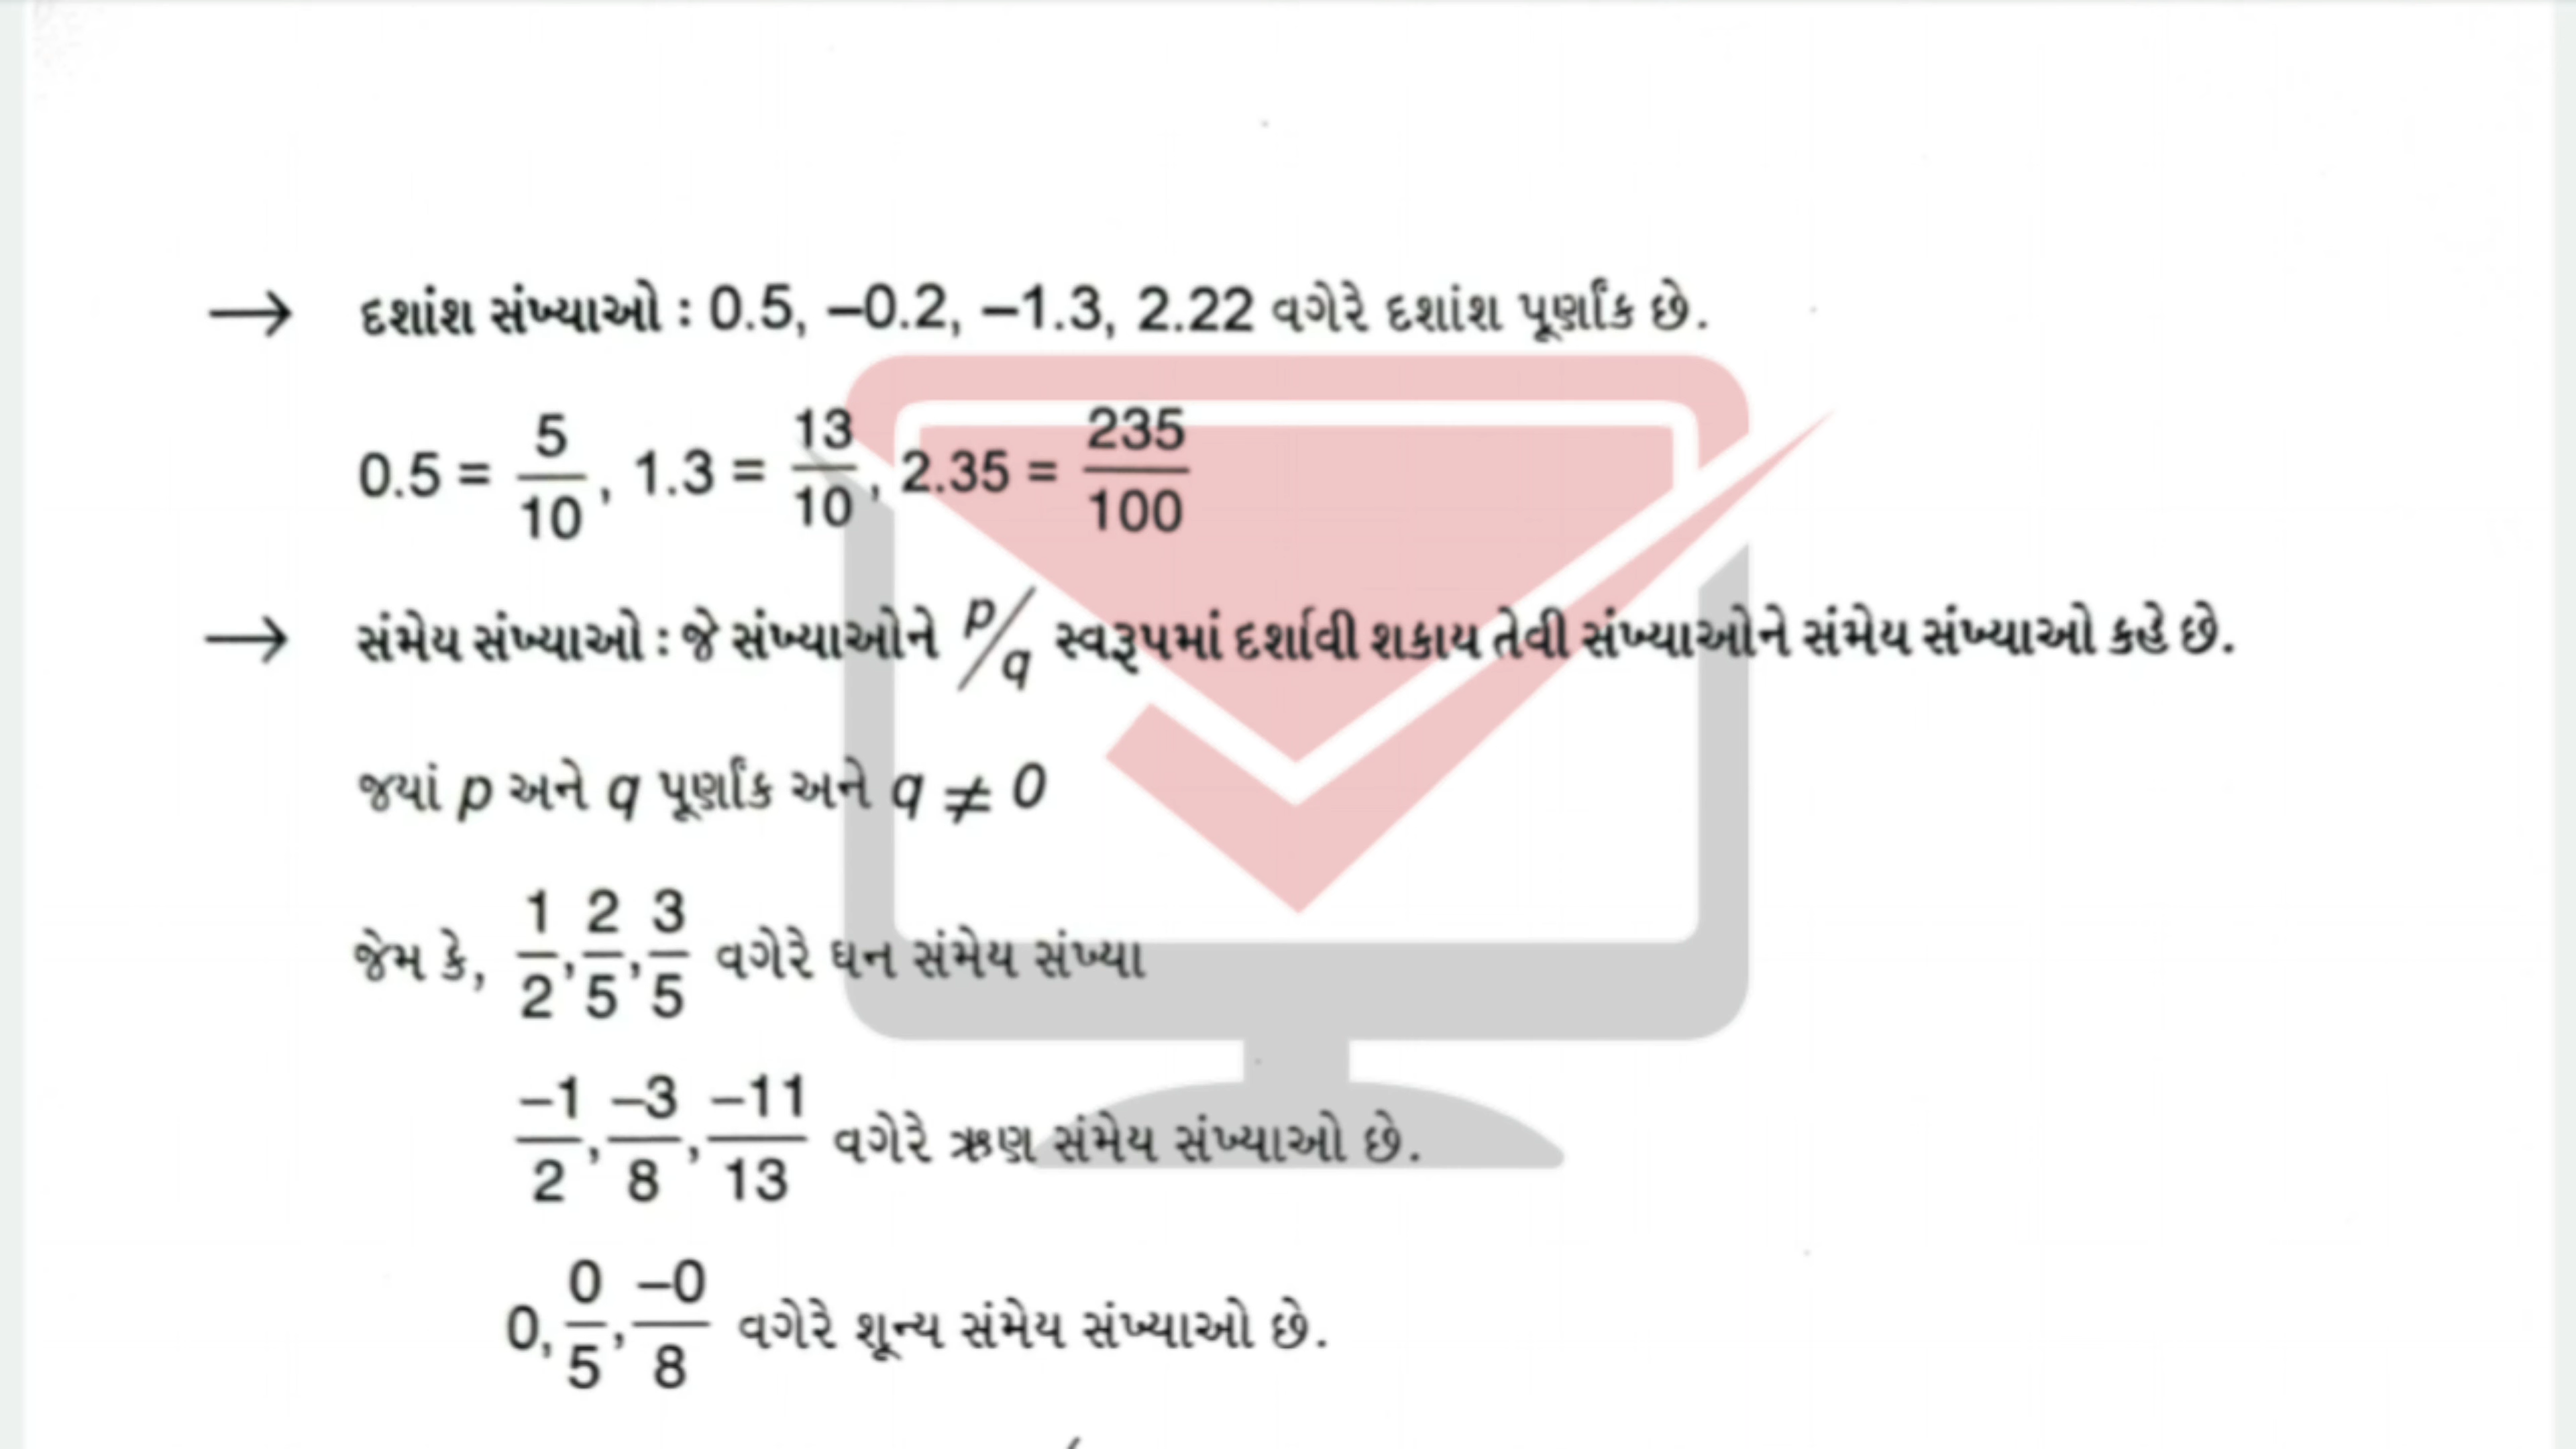 → દશાંશ સંખ્યાઓ : 0.5, –0.2, –1.3, 2.22 વગેરે દશાંશ પૂર્ણાંક છે.
0.5 = 5/10, 1.3 = 13/10, 2.35 = 235/100
→ સંમેય સંખ્યાઓ : જે સંખ્યાઓને p/q સ્વરૂપમાં દર્શાવી શકાય તેવી સંખ્યાઓને સંમેય સંખ્યાઓ કહે છે.
જ્યાં p અને q પૂર્ણાંક અને q ≠ 0
જેમ કે, 1/2, 2/5, 3/5 વગેરે ઘન સંમેય સંખ્યા
–1/2, –3/8, –11/13 વગેરે ઋણ સંમેય સંખ્યાઓ છે.
0, 0/5, –0/8 વગેરે શૂન્ય સંમેય સંખ્યાઓ છે.